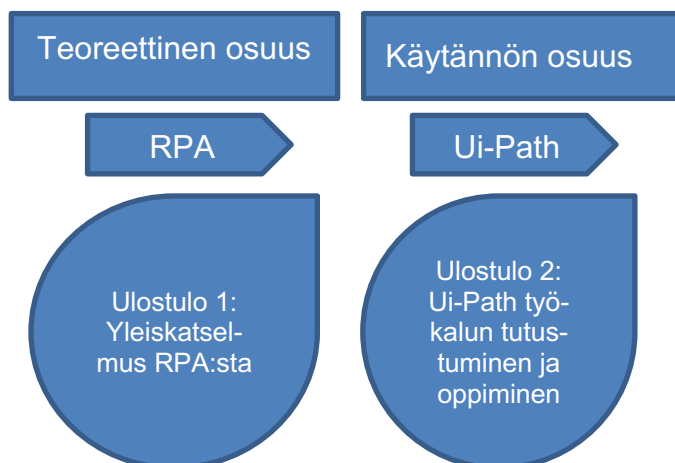 Teoreettinen osuus
Käytännön osuus
RPA
Ui-Path
Ulostulo 1:
Yleiskatsel-
mus RPA:sta
Ulostulo 2:
Ui-Path työ-
kalun tutus-
tuminen ja
oppiminen